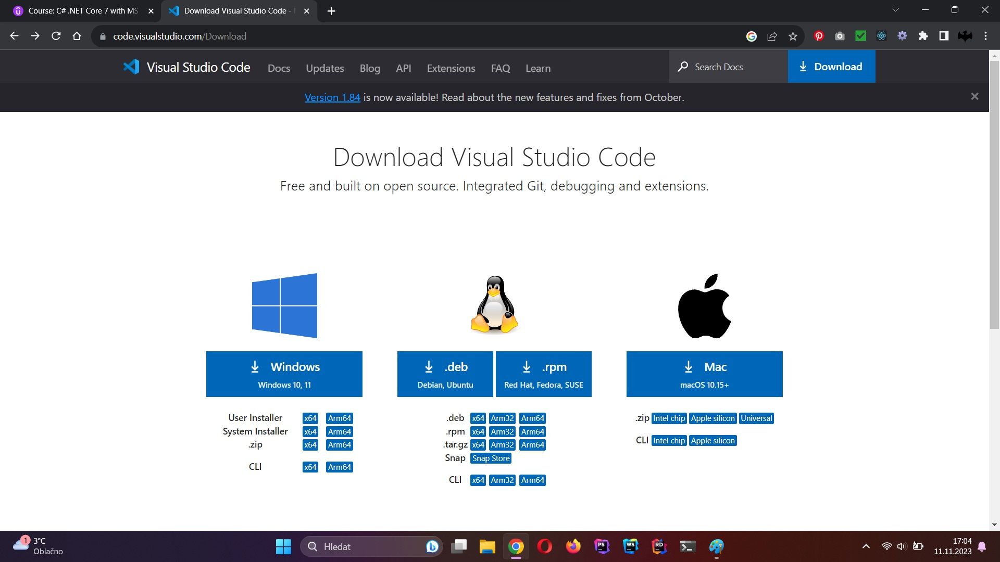 Course: C# .NET Core 7 with MS
Download Visual Studio Code -
code.visualstudio.com/Download
Visual Studio Code
Docs
Updates
Blog
API
Extensions
FAQ
Learn
Search Docs
Download
Version 1.84 is now available! Read about the new features and fixes from October.
Download Visual Studio Code
Free and built on open source. Integrated Git, debugging and extensions.
Windows
Windows 10, 11
.deb
Debian, Ubuntu
.rpm
Red Hat, Fedora, SUSE
Mac
macOS 10.15+
User Installer x64 Arm64
System Installer x64 Arm64
.zip x64 Arm64
CLI x64 Arm64
.deb x64 Arm32 Arm64
.rpm x64 Arm32 Arm64
.tar.gz x64 Arm32 Arm64
Snap Snap Store
CLI x64 Arm32 Arm64
.zip Intel chip Apple silicon Universal
CLI Intel chip Apple silicon
1
3°C
Oblačno
Hledat
PS
WS
RD
17:04
11.11.2023